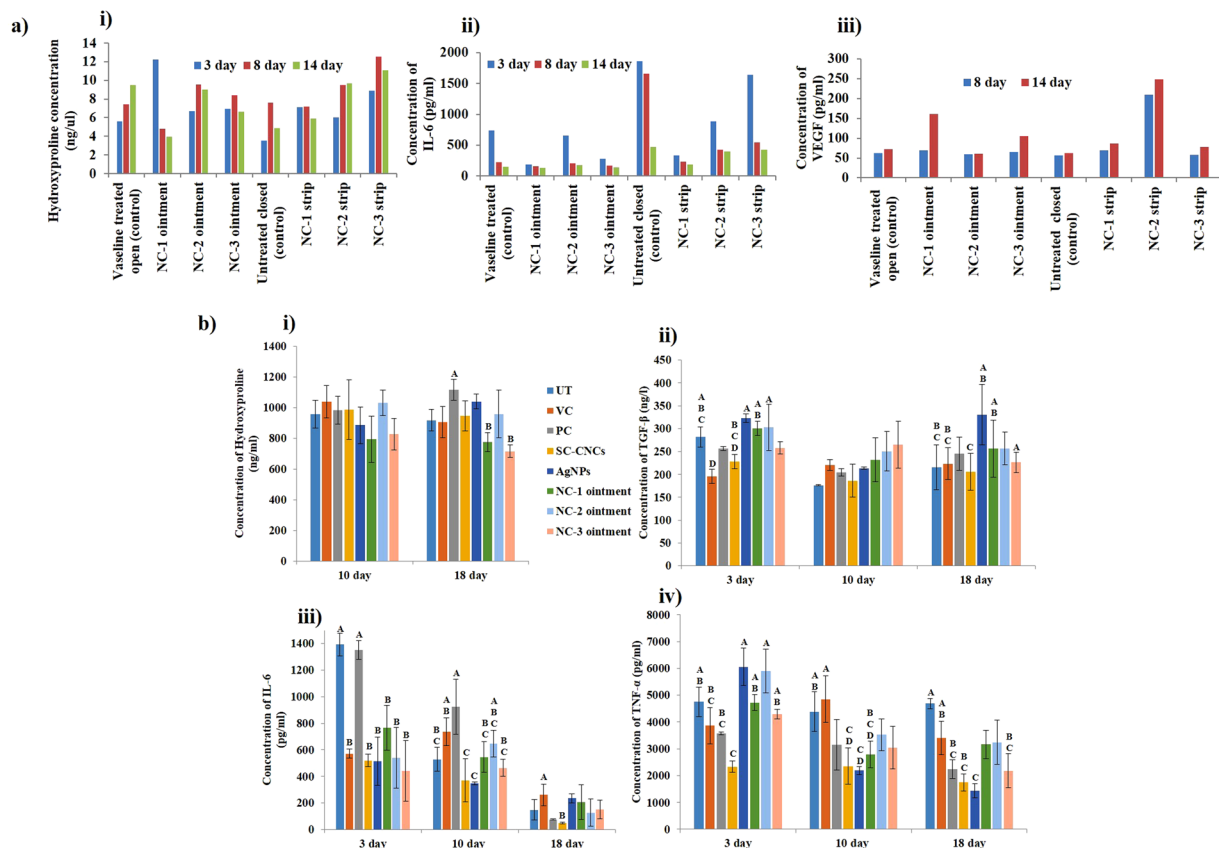 a)
i)
Hydroxyproline concentration
(ng/ul)
14
12
10
8
6
4
2
0
3 day
8 day
14 day
Vaseline treated
open (control)
NC-1 ointment
NC-2 ointment
NC-3 ointment
Untreated closed
(control)
NC-1 strip
NC-2 strip
NC-3 strip
ii)
Concentration of
IL-6 (pg/ml)
2000
1500
1000
500
0
3 day
8 day
14 day
Vaseline treated
(control)
NC-1 ointment
NC-2 ointment
NC-3 ointment
Untreated closed
(control)
NC-1 strip
NC-2 strip
NC-3 strip
iii)
Concentration of
VEGF (pg/ml)
300
250
200
150
100
50
0
8 day
14 day
Vaseline treated
open (control)
NC-1 ointment
NC-2 ointment
NC-3 ointment
Untreated closed
(control)
NC-1 strip
NC-2 strip
NC-3 strip
b)
i)
Concentration of Hydroxyproline
(ng/ml)
1400
1200
1000
800
600
400
200
0
A
B
B
10 day
18 day
UT
VC
PC
SC-CNCs
AgNPs
NC-1 ointment
NC-2 ointment
NC-3 ointment
ii)
Concentration of TGF-β (ng/l)
450
400
350
300
250
200
150
100
50
0
A
B
C
D
B
C
D
A
A
B
A
B
C
B
C
C
A
B
A
B
A
3 day
10 day
18 day
iii)
Concentration of IL-6
(pg/ml)
1400
1200
1000
800
600
400
200
0
A
B
A
B
B
B
B
B
B
C
A
B
A
C
C
B
C
A
B
C
B
C
A
B
3 day
10 day
18 day
iv)
Concentration of TNF-α (pg/ml)
8000
7000
6000
5000
4000
3000
2000
1000
0
A
B
B
C
B
C
C
A
A
B
A
A
B
A
B
A
C
D
C
D
B
C
D
B
C
A
A
B
B
C
B
C
C
B
C
3 day
10 day
18 day